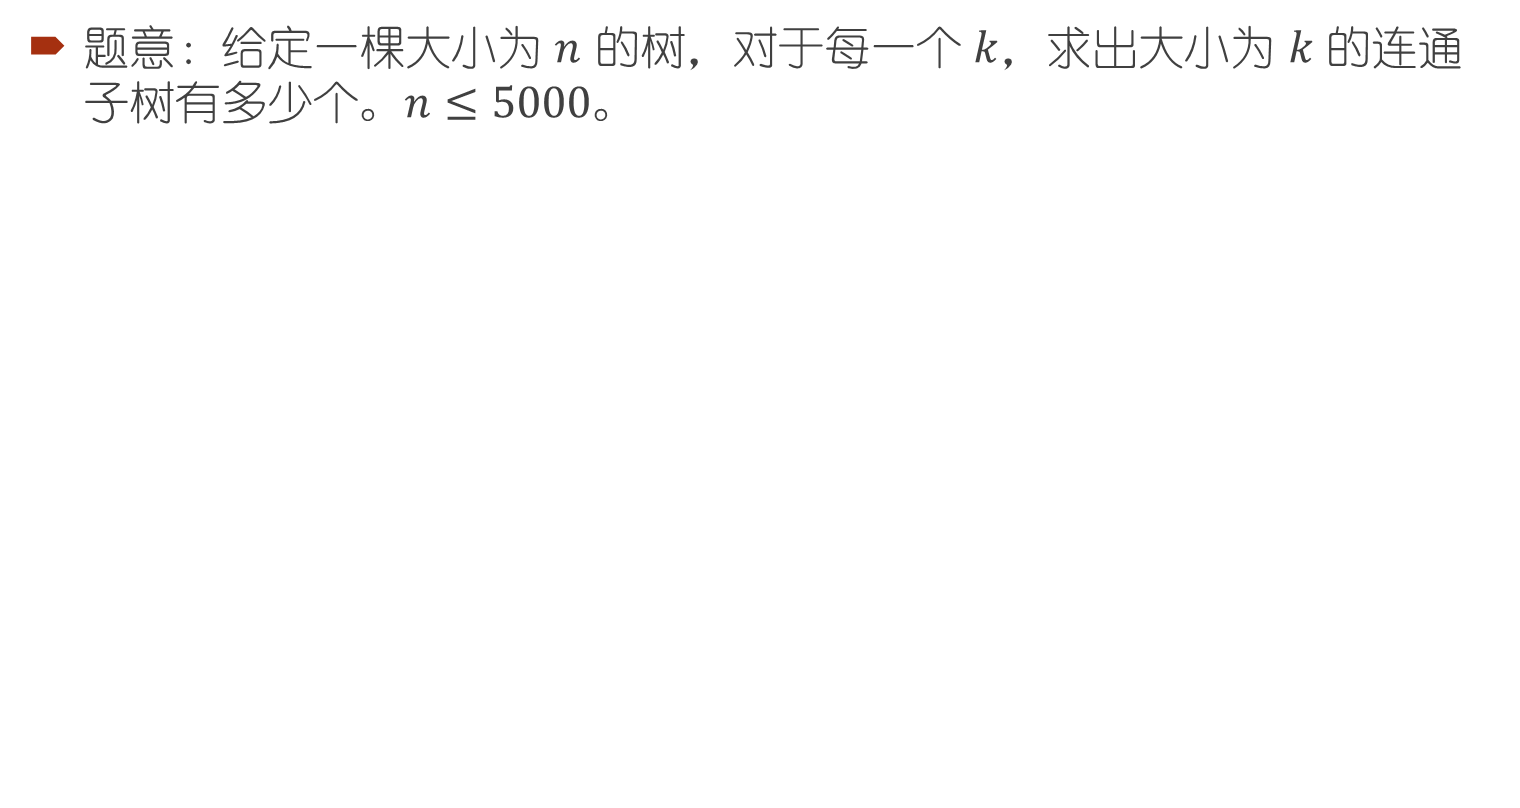 题意：给定一棵大小为 n 的树，对于每一个 k，求出大小为 k 的连通
子树有多少个。n ≤ 5000。